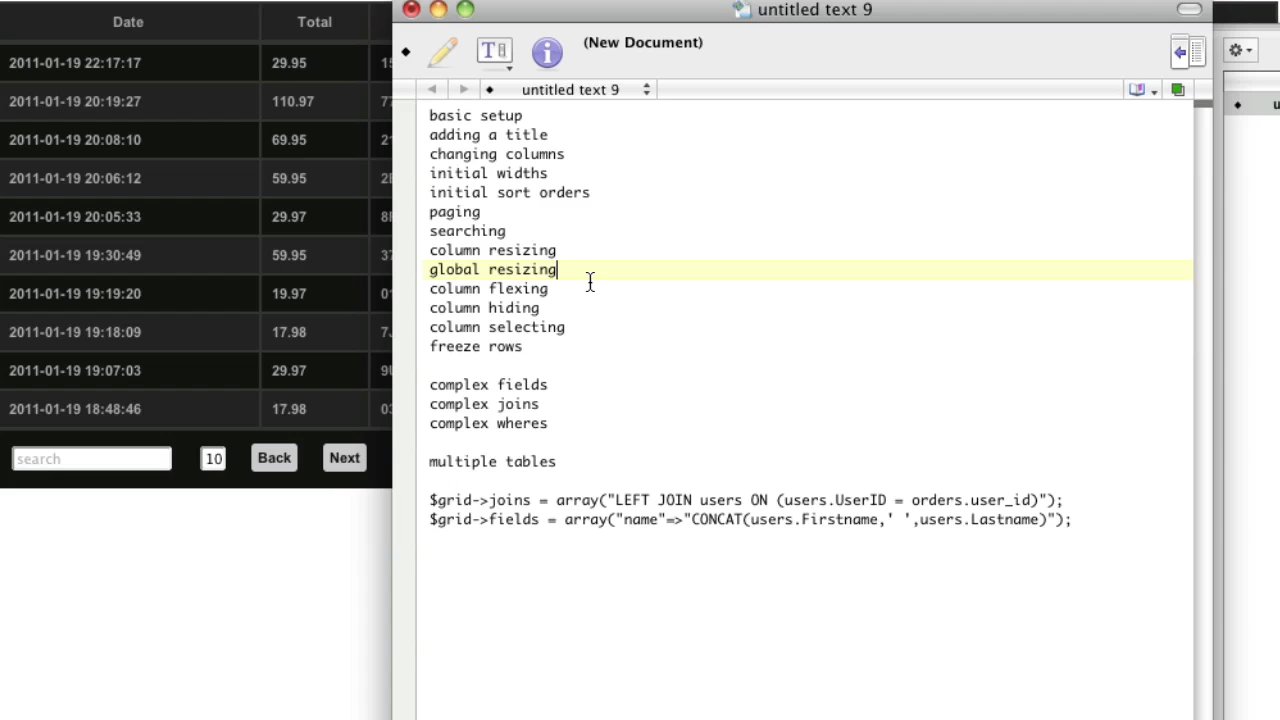 Date Total
2011-01-19 22:17:17 29.95
2011-01-19 20:19:27 110.97
2011-01-19 20:08:10 69.95
2011-01-19 20:06:12 59.95
2011-01-19 20:05:33 29.97
2011-01-19 19:30:49 59.95
2011-01-19 19:19:20 19.97
2011-01-19 19:18:09 17.98
2011-01-19 19:07:03 29.97
2011-01-19 18:48:46 17.98
search 10 Back Next
untitled text 9
(New Document)
untitled text 9
basic setup
adding a title
changing columns
initial widths
initial sort orders
paging
searching
column resizing
global resizing
column flexing
column hiding
column selecting
freeze rows
complex fields
complex joins
complex wheres
multiple tables
$grid->joins = array("LEFT JOIN users ON (users.UserID = orders.user_id)");
$grid->fields = array("name"=>"CONCAT(users.Firstname,' ',users.Lastname)");